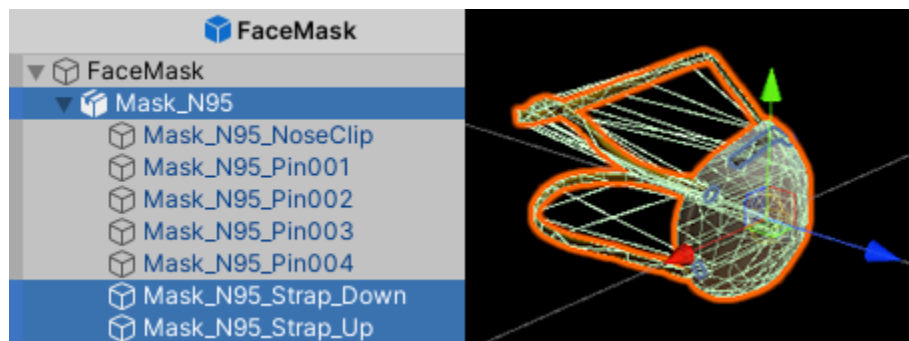 FaceMask
FaceMask
Mask_N95
Mask_N95_NoseClip
Mask_N95_Pin001
Mask_N95_Pin002
Mask_N95_Pin003
Mask_N95_Pin004
Mask_N95_Strap_Down
Mask_N95_Strap_Up